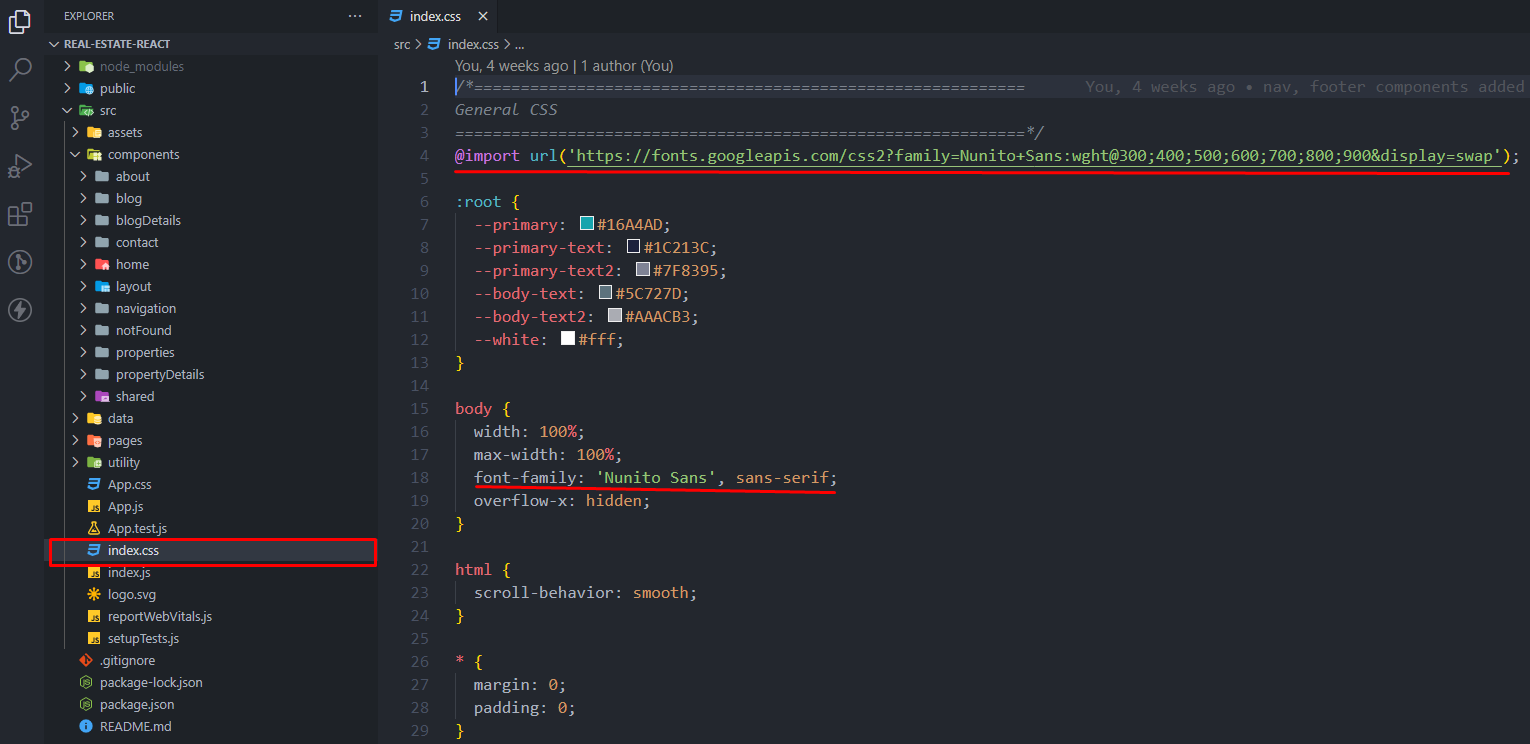 EXPLORER ...
REAL-ESTATE-REACT
node_modules
public
src
assets
components
about
blog
blogDetails
contact
home
layout
navigation
notFound
properties
propertyDetails
shared
data
pages
utility
App.css
App.js
App.test.js
index.css
index.js
logo.svg
reportWebVitals.js
setupTests.js
.gitignore
package-lock.json
package.json
README.md
index.css
src > index.css > ...
You, 4 weeks ago | 1 author (You)
1 /*=========================================================== You, 4 weeks ago • nav, footer components added
2 General CSS
3 =============================================================*/
4 @import url('https://fonts.googleapis.com/css2?family=Nunito+Sans:wght@300;400;500;600;700;800;900&display=swap');
5
6 :root {
7 --primary: #16A4AD;
8 --primary-text: #1C213C;
9 --primary-text2: #7F8395;
10 --body-text: #5C727D;
11 --body-text2: #AAACB3;
12 --white: #fff;
13 }
14
15 body {
16 width: 100%;
17 max-width: 100%;
18 font-family: 'Nunito Sans', sans-serif;
19 overflow-x: hidden;
20 }
21
22 html {
23 scroll-behavior: smooth;
24 }
25
26 * {
27 margin: 0;
28 padding: 0;
29 }